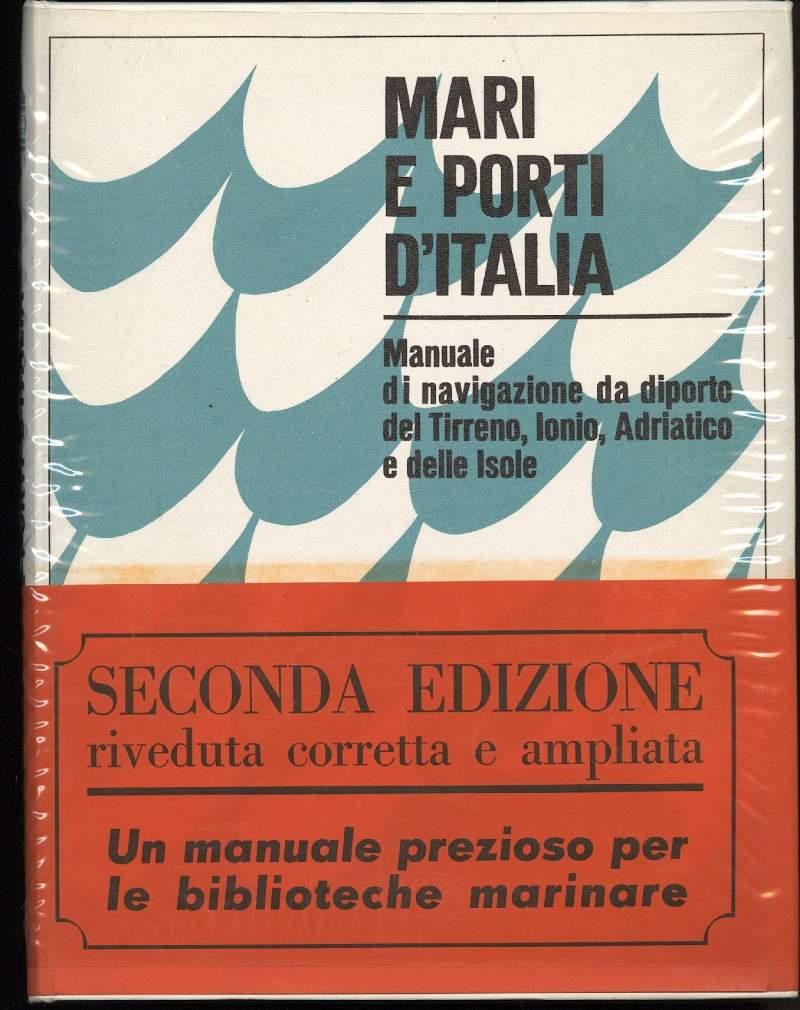 MARI
E PORTI
D'ITALIA
Manuale
di navigazione da diporto
del Tirreno, Ionio, Adriatico
e delle Isole
SECONDA EDIZIONE
riveduta corretta e ampliata
Un manuale prezioso per
le biblioteche marinare